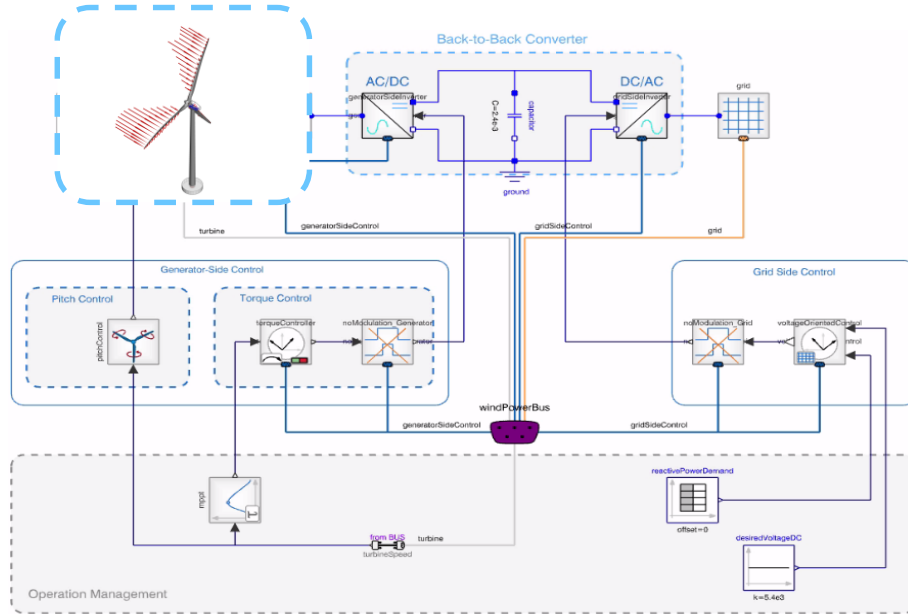 Back-to-Back Converter
AC/DC
generatorSideInverter
DC/AC
gridSideInverter
grid
C=2.4e3
capacitor
ground
turbine
generatorSideControl
gridSideControl
grid
Generator-Side Control
Grid Side Control
Pitch Control
Torque Control
pitchControl
torqueController
noModulation_Generator
noModulation_Grid
voltageOrientedControl
windPowerBus
generatorSideControl
gridSideControl
mppt
1
from BUS
turbine
turbineSpeed
reactivePowerDemand
offset=0
desiredVoltageDC
k=5.4e3
Operation Management